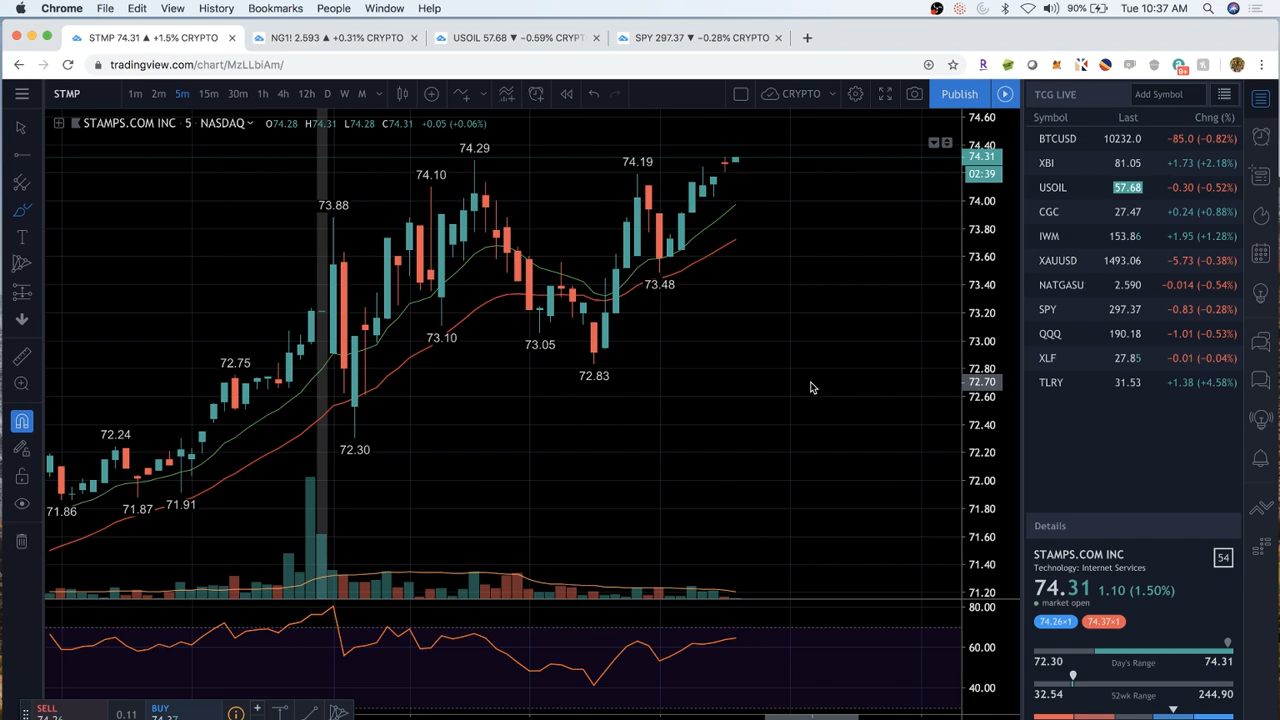 Chrome File Edit View History Bookmarks People Window Help 90% Tue 10:37 AM
STMP 74.31 ▲ +1.5% CRYPTO × NG1! 2.593 ▲ +0.31% CRYPTO × USOIL 57.68 ▼ −0.59% CRYPT × SPY 297.37 ▼ −0.28% CRYPTO × +
tradingview.com/chart/MzLLbiAm/
STMP 1m 2m 5m 15m 30m 1h 4h 12h D W M CRYPTO Publish
STAMPS.COM INC · 5 · NASDAQ O74.28 H74.31 L74.28 C74.31 +0.05 (+0.06%)
74.29
74.19
74.10
73.88
73.48
73.10
73.05
72.83
72.75
72.30
72.24
71.91
71.87
71.86
74.60
74.40
74.31
02:39
74.00
73.80
73.60
73.40
73.20
73.00
72.80
72.70
72.60
72.40
72.20
72.00
71.80
71.60
71.40
71.20
80.00
60.00
40.00
SELL
74.26
0.11
BUY
74.37
TCG LIVE Add Symbol
Symbol Last Chng (%)
BTCUSD 10232.0 −85.0 (−0.82%)
XBI 81.05 +1.73 (+2.18%)
USOIL 57.68 −0.30 (−0.52%)
CGC 27.47 +0.24 (+0.88%)
IWM 153.86 +1.95 (+1.28%)
XAUUSD 1493.06 −5.73 (−0.38%)
NATGASU 2.590 −0.014 (−0.54%)
SPY 297.37 −0.83 (−0.28%)
QQQ 190.18 −1.01 (−0.53%)
XLF 27.85 −0.01 (−0.04%)
TLRY 31.53 +1.38 (+4.58%)
Details
STAMPS.COM INC 54
Technology: Internet Services
74.31 1.10 (1.50%)
market open
74.26×1 74.37×1
72.30 Day's Range 74.31
32.54 52wk Range 244.90